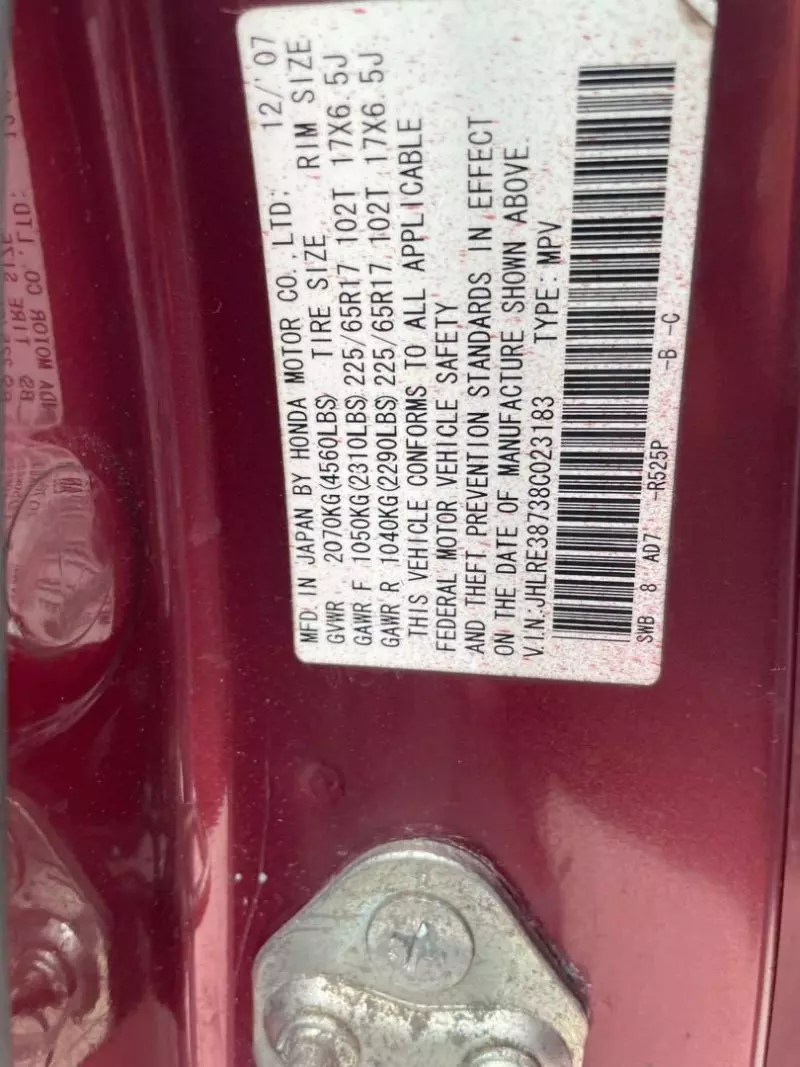 MFD. IN JAPAN BY HONDA MOTOR CO.,LTD: 12/'07
GVWR 2070KG(4560LBS) TIRE SIZE RIM SIZE
GAWR F 1050KG(2310LBS) 225/65R17 102T 17X6.5J
GAWR R 1040KG(2290LBS) 225/65R17 102T 17X6.5J
THIS VEHICLE CONFORMS TO ALL APPLICABLE
FEDERAL MOTOR VEHICLE SAFETY
AND THEFT PREVENTION STANDARDS IN EFFECT
ON THE DATE OF MANUFACTURE SHOWN ABOVE.
V.I.N:JHLRE38738C023183 TYPE:MPV
SWB 8 AD7 -R525P -B -C